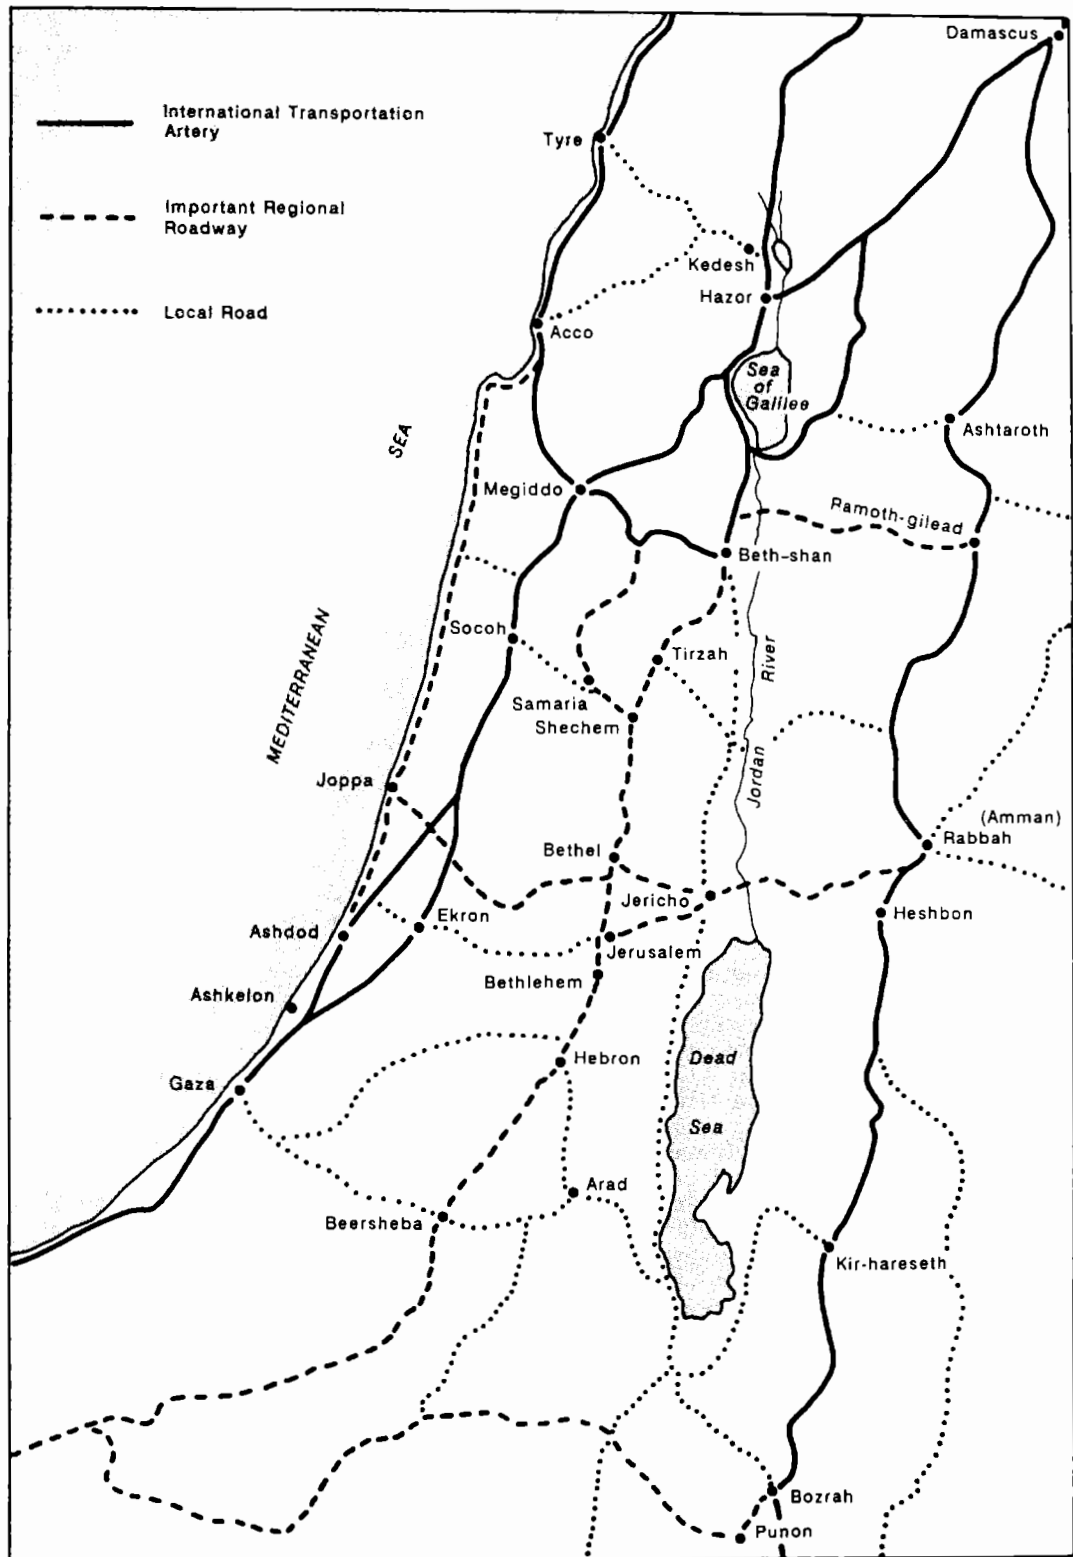 Damascus
International Transportation
Artery
Tyre
Important Regional
Roadway
Kedesh
Hazor
Local Road
Acco
Sea
of
Galilee
SEA
Ashtaroth
Megiddo
Ramoth-gilead
Beth-shan
MEDITERRANEAN
Socoh
Tirzah
River
Samaria
Shechem
Jordan
Joppa
(Amman)
Rabbah
Bethel
Jericho
Ekron
Heshbon
Ashdod
Jerusalem
Bethlehem
Ashkelon
Hebron
Dead
Gaza
Sea
Arad
Beersheba
Kir-hareseth
Bozrah
Punon